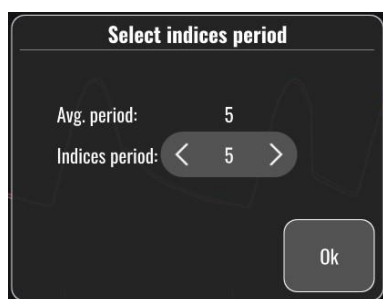 Select indices period
Avg. period: 5
Indices period: < 5 >
Ok